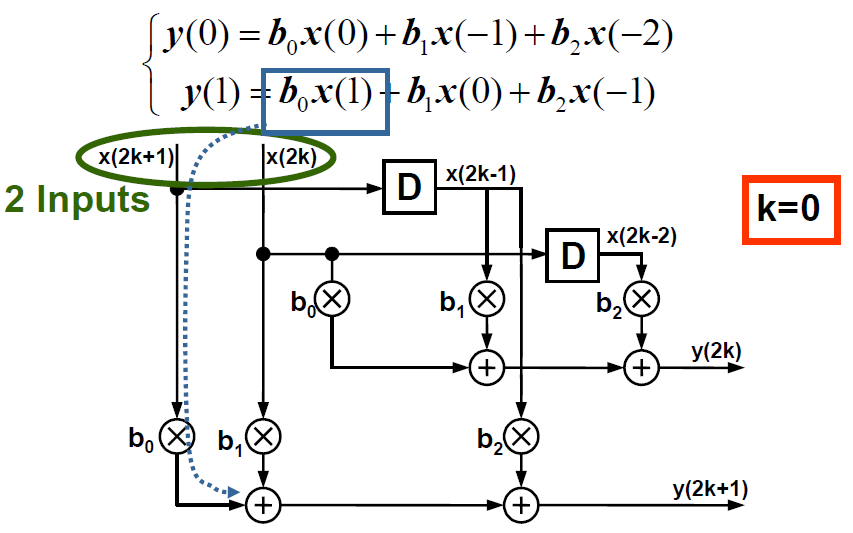 y(0) = b₀x(0) + b₁x(−1) + b₂x(−2)
y(1) = b₀x(1) + b₁x(0) + b₂x(−1)
x(2k+1) x(2k)
2 Inputs
D x(2k-1)
k=0
D x(2k-2)
b₀ b₁ b₂
y(2k)
b₀ b₁ b₂
y(2k+1)